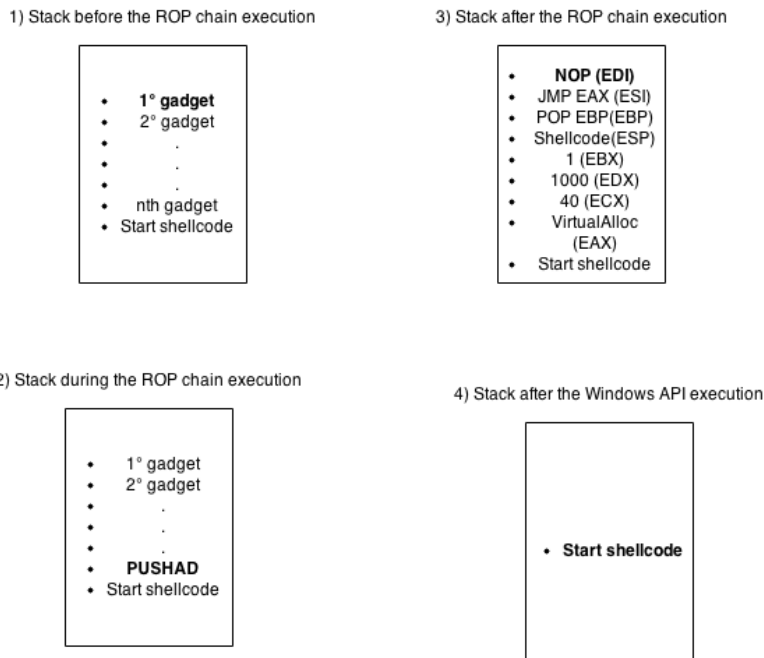 1) Stack before the ROP chain execution
1° gadget
2° gadget
.
.
.
nth gadget
Start shellcode
3) Stack after the ROP chain execution
NOP (EDI)
JMP EAX (ESI)
POP EBP(EBP)
Shellcode(ESP)
1 (EBX)
1000 (EDX)
40 (ECX)
VirtualAlloc
(EAX)
Start shellcode
2) Stack during the ROP chain execution
1° gadget
2° gadget
.
.
.
PUSHAD
Start shellcode
4) Stack after the Windows API execution
Start shellcode